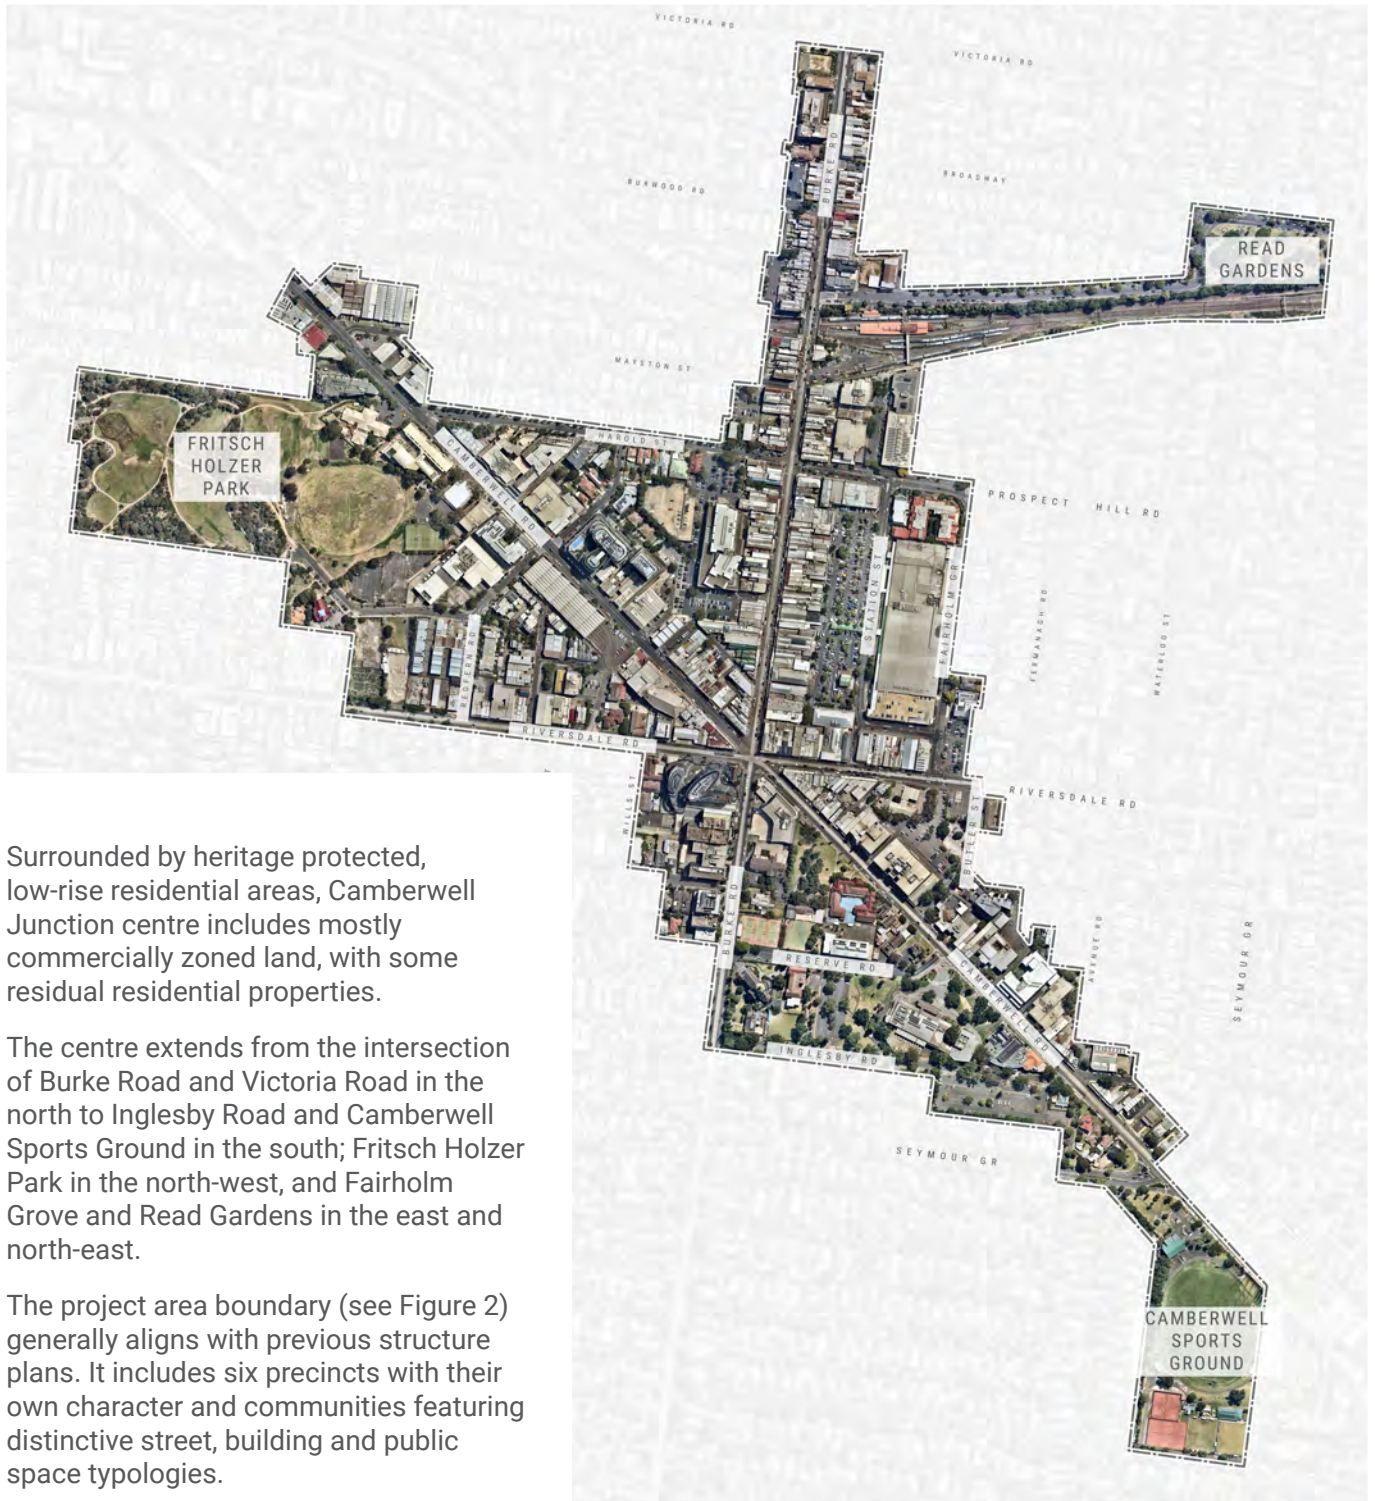 VICTORIA RD
VICTORIA RD
BURKE RD
BURWOOD RD
BROADWAY
READ
GARDENS
MAYSTON ST
FRITSCH
HOLZER
PARK
HAROLD ST
CAMBERWELL RD
PROSPECT HILL RD
STATION ST
FAIRHOLM GR
FERMANAGH RD
WATERLOO ST
REDFERN RD
RIVERSDALE RD
RIVERSDALE RD
WILLS ST
BUTLER ST
BURKE RD
RESERVE RD
CAMBERWELL RD
AVENUE RD
SEYMOUR GR
INGLESBY RD
SEYMOUR GR
CAMBERWELL
SPORTS
GROUND
Surrounded by heritage protected,
low-rise residential areas, Camberwell
Junction centre includes mostly
commercially zoned land, with some
residual residential properties.
The centre extends from the intersection
of Burke Road and Victoria Road in the
north to Inglesby Road and Camberwell
Sports Ground in the south; Fritsch Holzer
Park in the north-west, and Fairholm
Grove and Read Gardens in the east and
north-east.
The project area boundary (see Figure 2)
generally aligns with previous structure
plans. It includes six precincts with their
own character and communities featuring
distinctive street, building and public
space typologies.